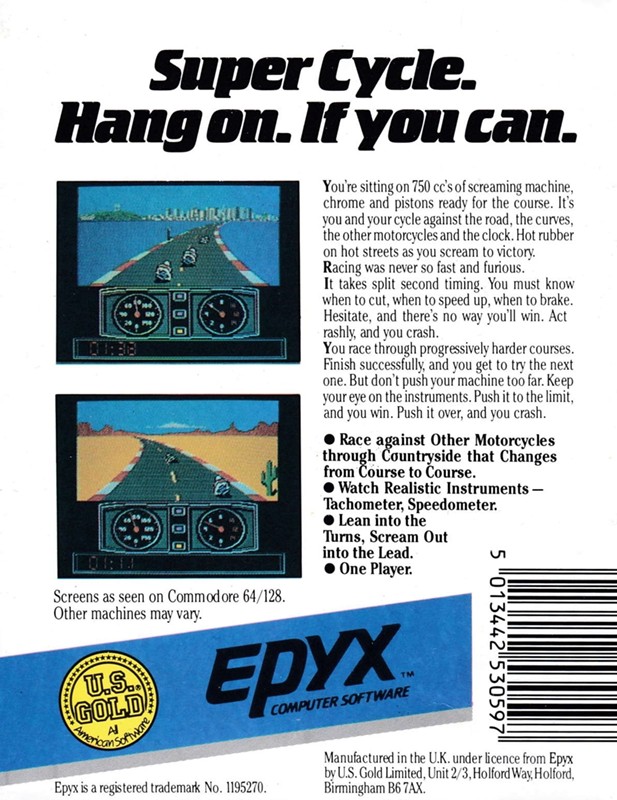 Super Cycle.
Hang on. If you can.
You're sitting on 750 cc's of screaming machine,
chrome and pistons ready for the course. It's
you and your cycle against the road, the curves,
the other motorcycles and the clock. Hot rubber
on hot streets as you scream to victory.
Racing was never so fast and furious.
It takes split second timing. You must know
when to cut, when to speed up, when to brake.
Hesitate, and there's no way you'll win. Act
rashly, and you crash.
You race through progressively harder courses.
Finish successfully, and you get to try the next
one. But don't push your machine too far. Keep
your eye on the instruments. Push it to the limit,
and you win. Push it over, and you crash.
● Race against Other Motorcycles
through Countryside that Changes
from Course to Course.
● Watch Realistic Instruments –
Tachometer, Speedometer.
● Lean into the
Turns, Scream Out
into the Lead.
● One Player.
01:38
01:11
Screens as seen on Commodore 64/128.
Other machines may vary.
U.S.
GOLD®
All
American Software
EPYX™
COMPUTER SOFTWARE
5 013442 530597
Epyx is a registered trademark No. 1195270.
Manufactured in the U.K. under licence from Epyx
by U.S. Gold Limited, Unit 2/3, Holford Way, Holford,
Birmingham B6 7AX.